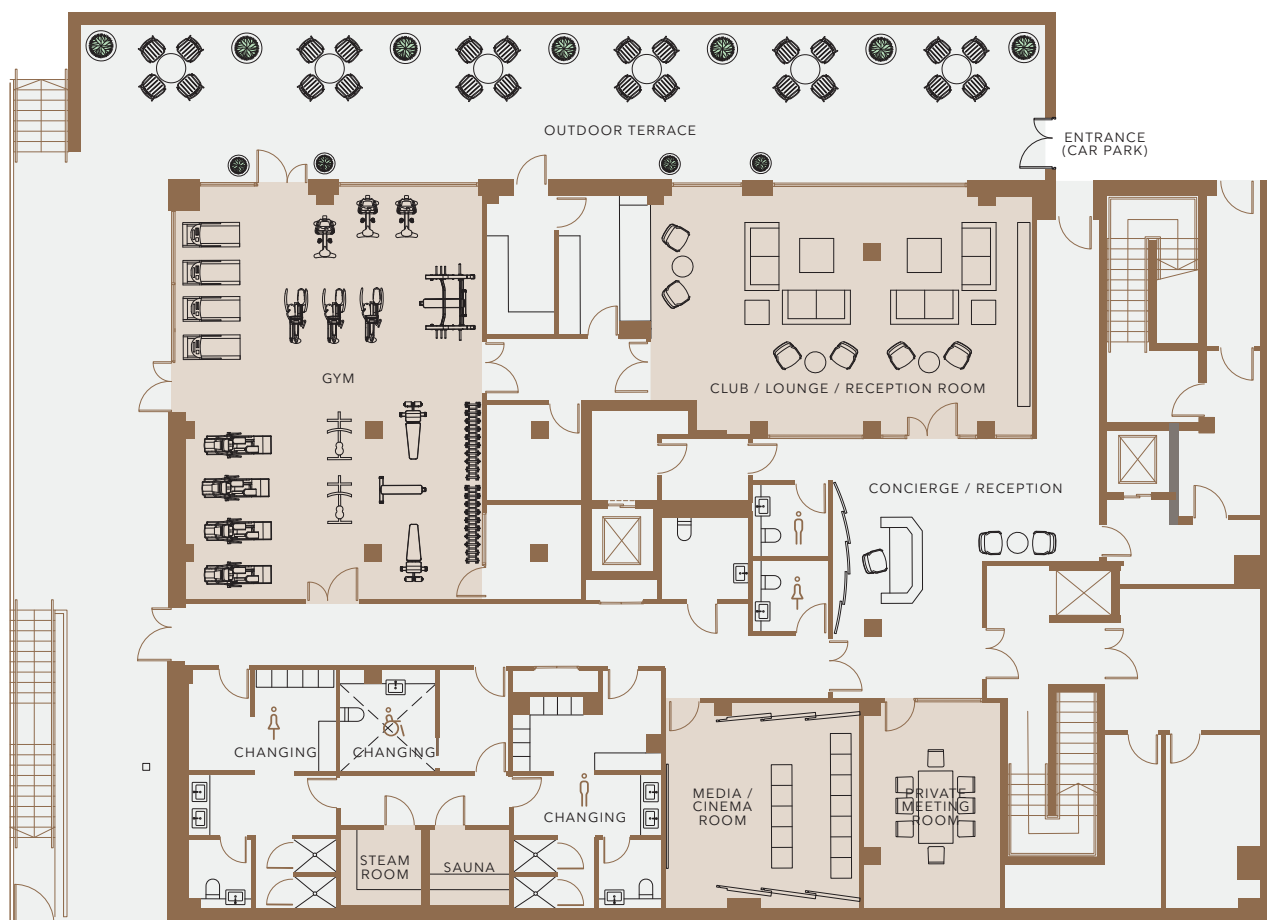 OUTDOOR TERRACE
ENTRANCE
(CAR PARK)
GYM
CLUB / LOUNGE / RECEPTION ROOM
CONCIERGE / RECEPTION
CHANGING
CHANGING
CHANGING
MEDIA /
CINEMA
ROOM
PRIVATE
MEETING
ROOM
STEAM
ROOM
SAUNA